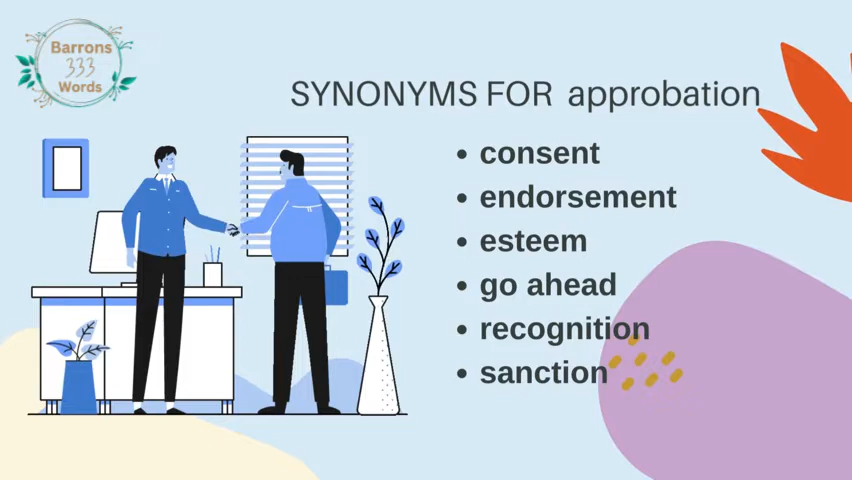 Barrons
333
Words
SYNONYMS FOR approbation
• consent
• endorsement
• esteem
• go ahead
• recognition
• sanction